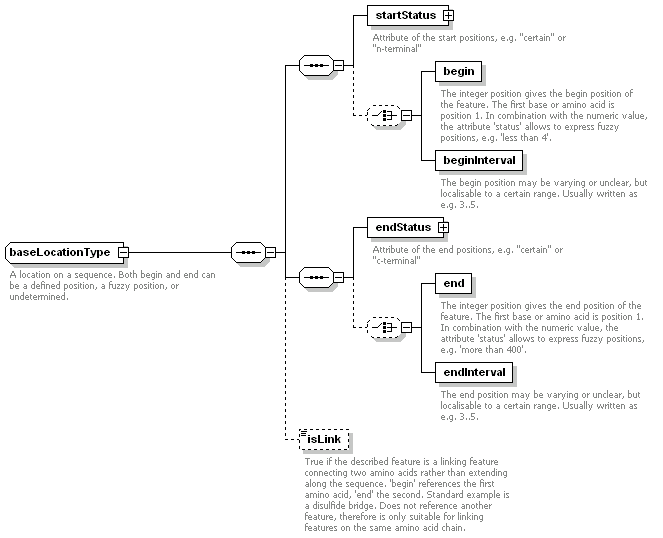 startStatus
Attribute of the start positions, e.g. "certain" or
"n-terminal"
begin
The integer position gives the begin position of
the feature. The first base or amino acid is
position 1. In combination with the numeric value,
the attribute 'status' allows to express fuzzy
positions, e.g. 'less than 4'.
beginInterval
The begin position may be varying or unclear, but
localisable to a certain range. Usually written as
e.g. 3..5.
baseLocationType
A location on a sequence. Both begin and end can
be a defined position, a fuzzy position, or
undetermined.
endStatus
Attribute of the end positions, e.g. "certain" or
"c-terminal"
end
The integer position gives the end position of the
feature. The first base or amino acid is position 1.
In combination with the numeric value, the
attribute 'status' allows to express fuzzy positions,
e.g. 'more than 400'.
endInterval
The end position may be varying or unclear, but
localisable to a certain range. Usually written as
e.g. 3..5.
isLink
True if the described feature is a linking feature
connecting two amino acids rather than extending
along the sequence. 'begin' references the first
amino acid, 'end' the second. Standard example is
a disulfide bridge. Does not reference another
feature, therefore is only suitable for linking
features on the same amino acid chain.